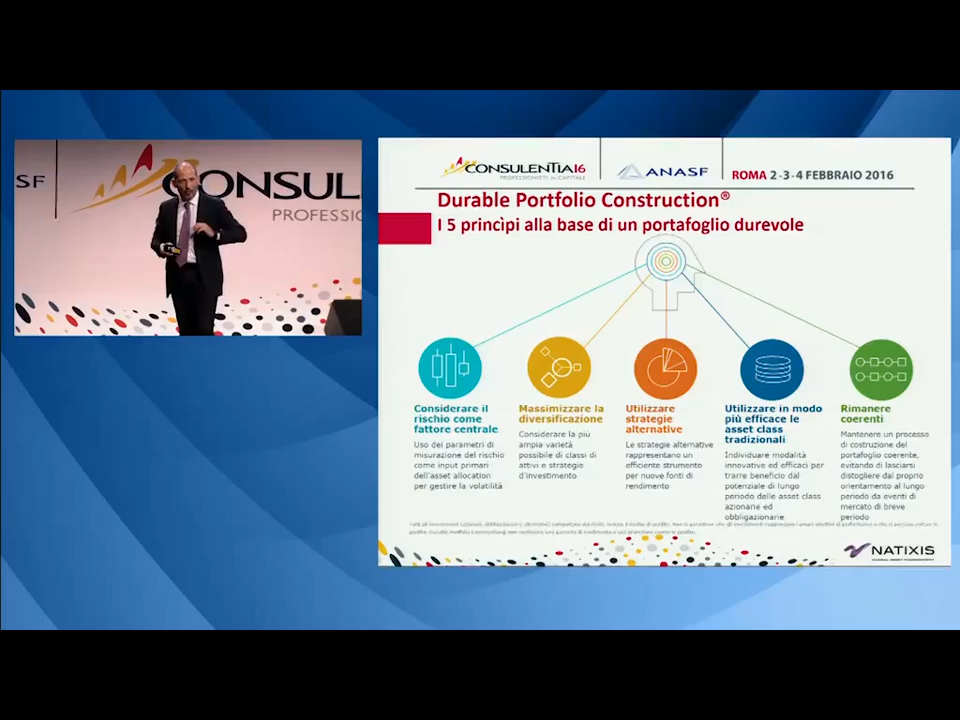 SF
CONSUL
PROFESSIO
CONSULENTIA16
PROFESSIONISTI IN CAPITALE
ANASF
ROMA 2-3-4 FEBBRAIO 2016
Durable Portfolio Construction®
I 5 princìpi alla base di un portafoglio durevole
Considerare il
rischio come
fattore centrale
Uso dei parametri di
misurazione del rischio
come input primari
dell'asset allocation
per gestire la volatilità
Massimizzare la
diversificazione
Considerare la più
ampia varietà
possibile di classi di
attivi e strategie
d'investimento
Utilizzare
strategie
alternative
Le strategie alternative
rappresentano un
efficiente strumento
per nuove fonti di
rendimento
Utilizzare in modo
più efficace le
asset class
tradizionali
Individuare modalità
innovative ed efficaci per
trarre beneficio dal
potenziale di lungo
periodo delle asset class
azionarie ed
obbligazionarie
Rimanere
coerenti
Mantenere un processo
di costruzione del
portafoglio coerente,
evitando di lasciarsi
distogliere dal proprio
orientamento al lungo
periodo da eventi di
mercato di breve
periodo
NATIXIS